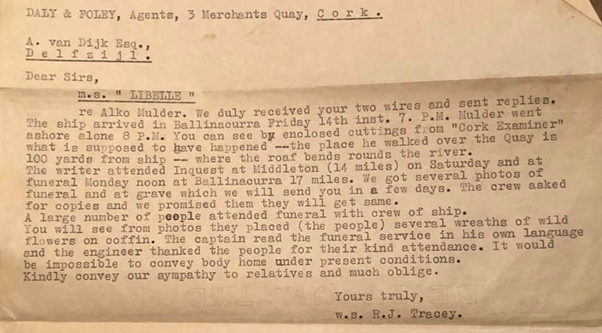 DALY & FOLEY, Agents, 3 Merchants Quay, Cork.
A. van Dijk Esq.,
Delfzijl.
Dear Sirs,
m.s. " LIBELLE "
re Alko Mulder. We duly received your two wires and sent replies.
The ship arrived in Ballinacurra Friday 14th inst. 7. P.M. Mulder went
ashore alone 8 P.M. You can see by enclosed cuttings from "Cork Examiner"
what is supposed to have happened --the place he walked over the Quay is
100 yards from ship -- where the roaf bends rounds the river.
The writer attended Inquest at Middleton (14 miles) on Saturday and at
funeral Monday noon at Ballinacurra 17 miles. We got several photos of
funeral and at grave which we will send you in a few days. The crew asked
for copies and we promised them they will get same.
A large number of people attended funeral with crew of ship.
You will see from photos they placed (the people) several wreaths of wild
flowers on coffin. The captain read the funeral service in his own language
and the engineer thanked the people for their kind attendance. It would
be impossible to convey body home under present conditions.
Kindly convey our sympathy to relatives and much oblige.
Yours truly,
w.s. R.J. Tracey.